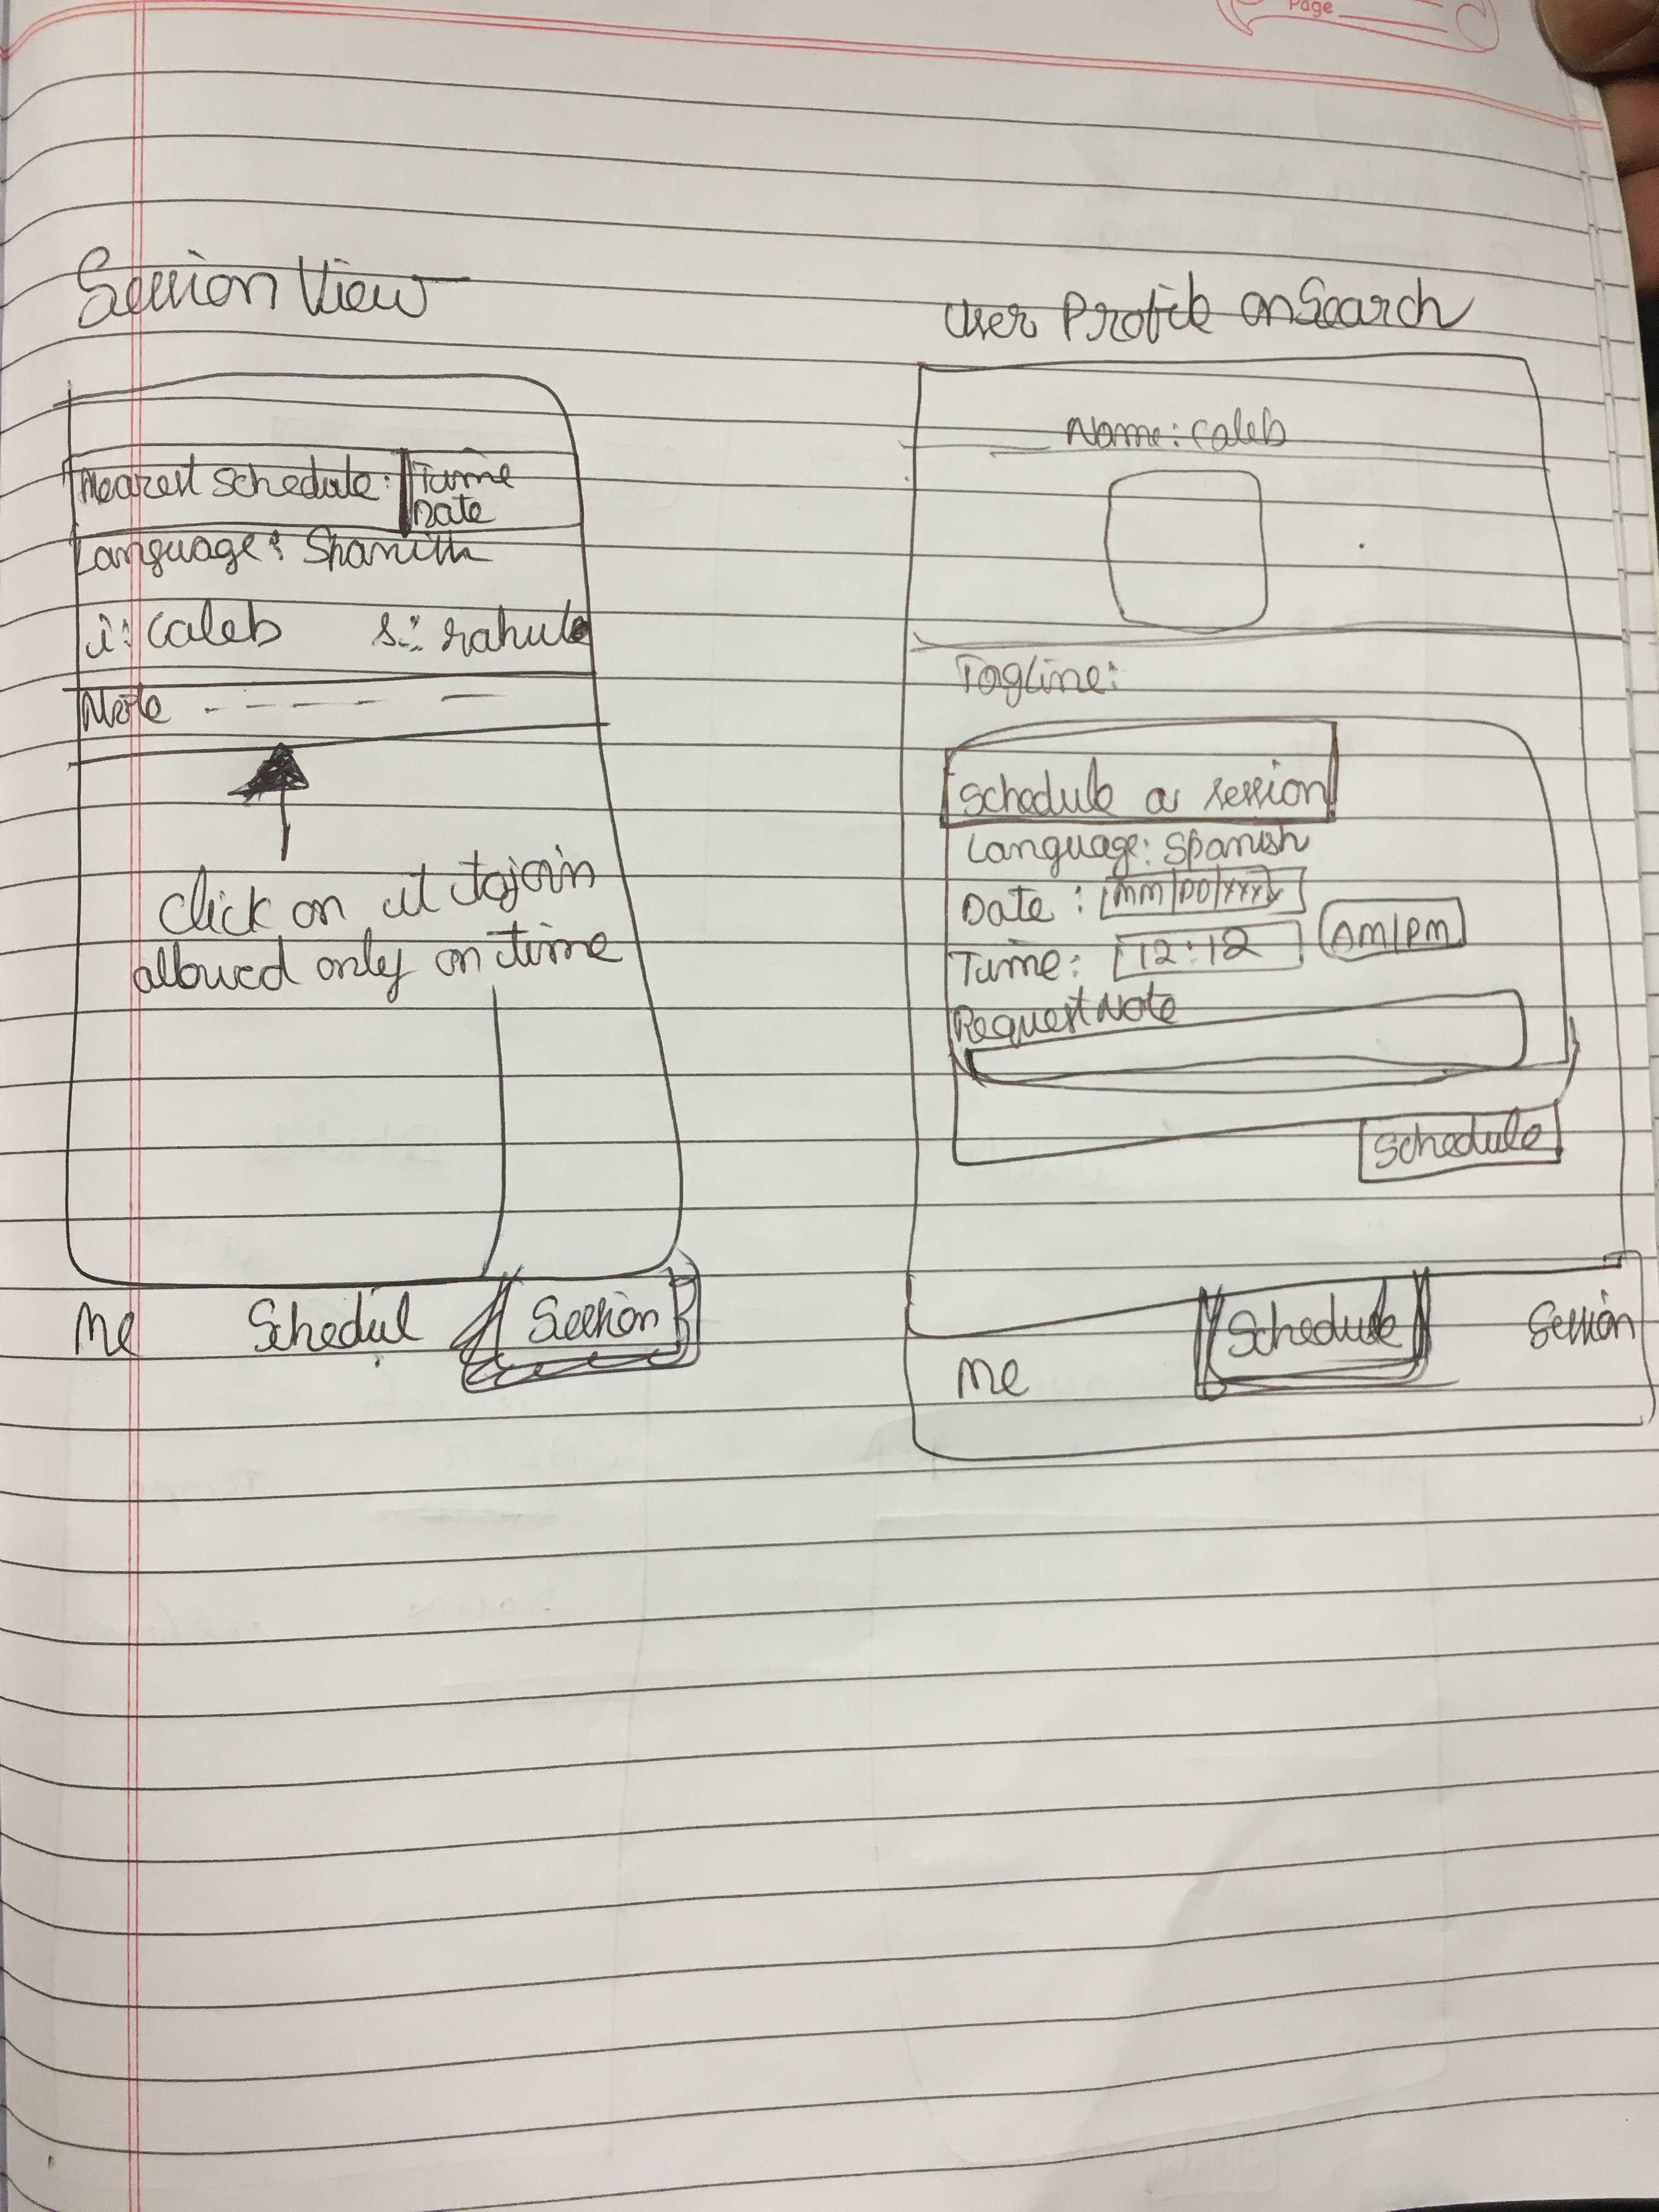 Page
Session View
Nearest schedule: Time
Date
Language: Spanish
i: caleb s: rahul
Note
click on it to join
allowed only on time
Me Schedul Session
User Profile on Search
Name: caleb
Tagline:
Schedule a session
Language: Spanish
Date: MM/DD/YYYY
Time: 12:12 AM/PM
Request Note
Schedule
Me Schedule Session